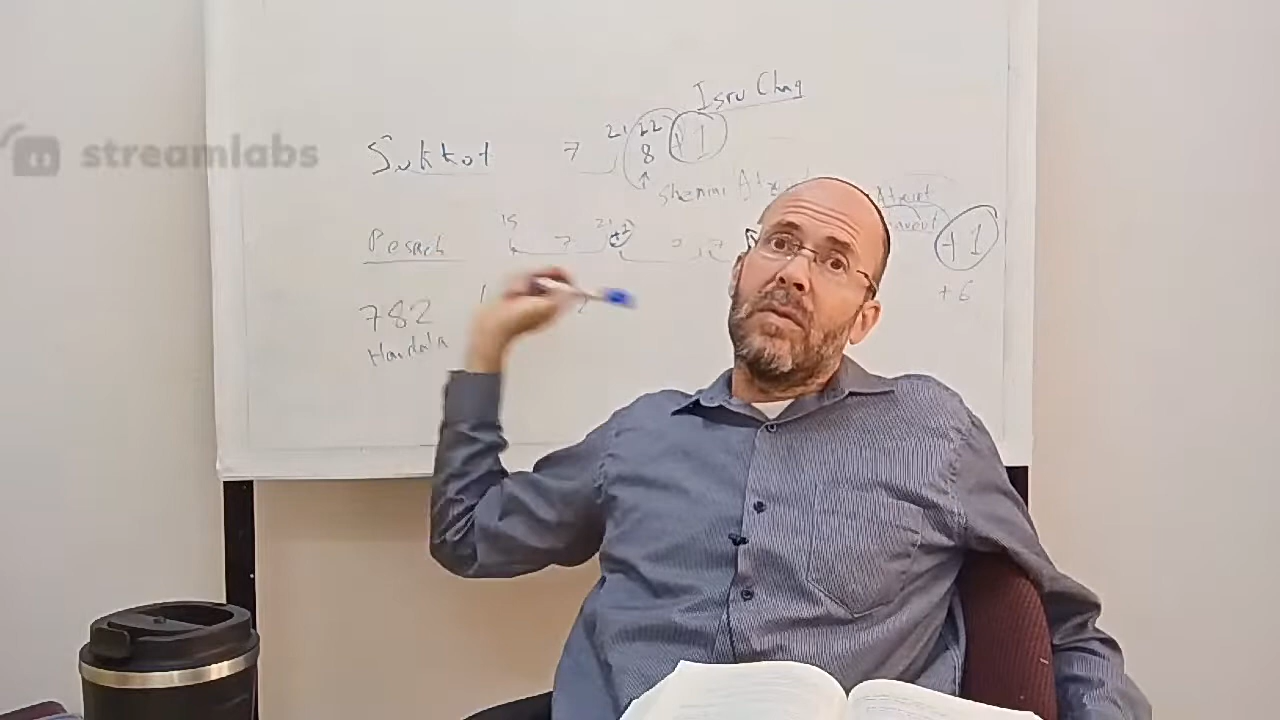 streamlabs
Isru Chag
Sukkot 7 21 22 +1
8
Shemini
Atzeret
Pesach 15 7 21 7 +1
+6
782
Havdala